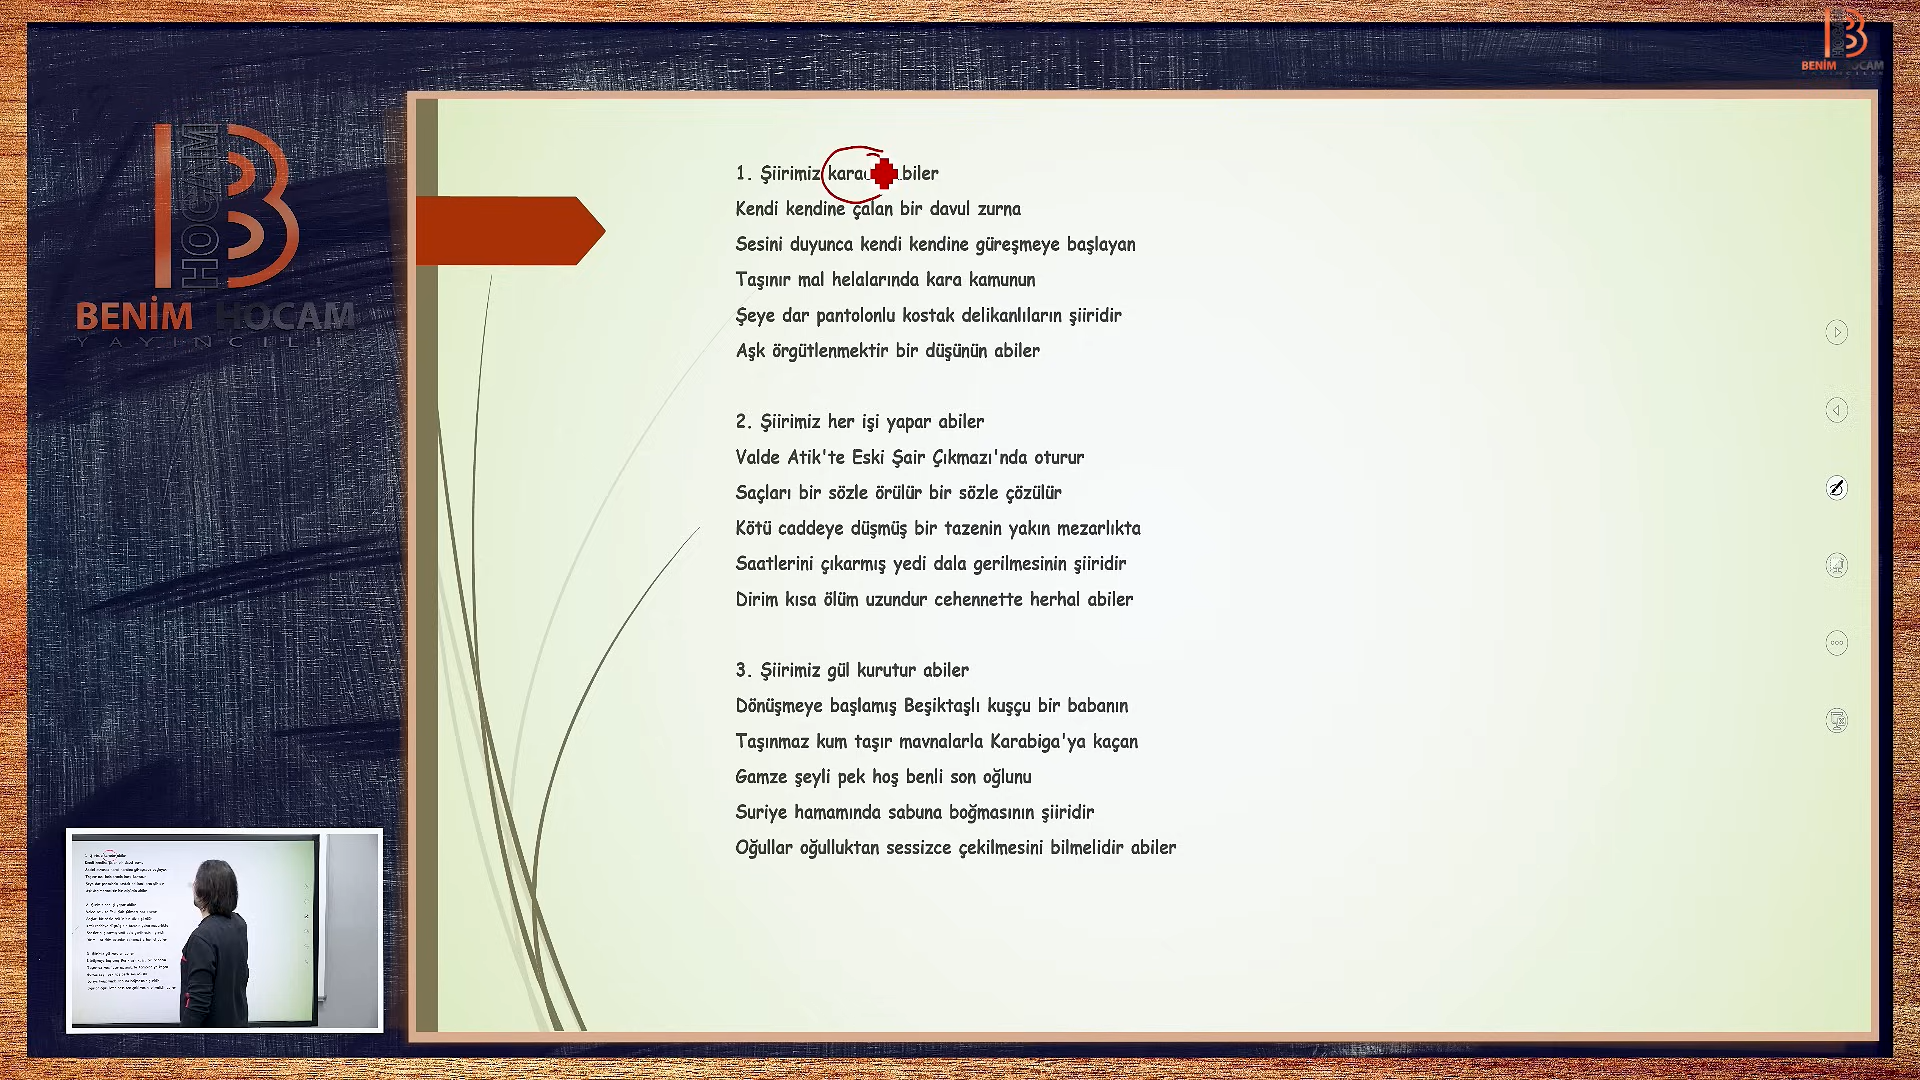 BENİM HOCAM
BENİM HOCAM
YAYINCILIK
1. Şiirimiz biler
Kendi kendine çalan bir davul zurna
Sesini duyunca kendi kendine güreşmeye başlayan
Taşınır mal helalarında kara kamunun
Şeye dar pantolonlu kostak delikanlıların şiiridir
Aşk örgütlenmektir bir düşünün abiler
2. Şiirimiz her işi yapar abiler
Valde Atik'te Eski Şair Çıkmazı'nda oturur
Saçları bir sözle örülür bir sözle çözülür
Kötü caddeye düşmüş bir tazenin yakın mezarlıkta
Saatlerini çıkarmış yedi dala gerilmesinin şiiridir
Dirim kısa ölüm uzundur cehennette herhal abiler
3. Şiirimiz gül kurutur abiler
Dönüşmeye başlamış Beşiktaşlı kuşçu bir babanın
Taşınmaz kum taşır mavnalarla Karabiga'ya kaçan
Gamze şeyli pek hoş benli son oğlunu
Suriye hamamında sabuna boğmasının şiiridir
Oğullar oğulluktan sessizce çekilmesini bilmelidir abiler